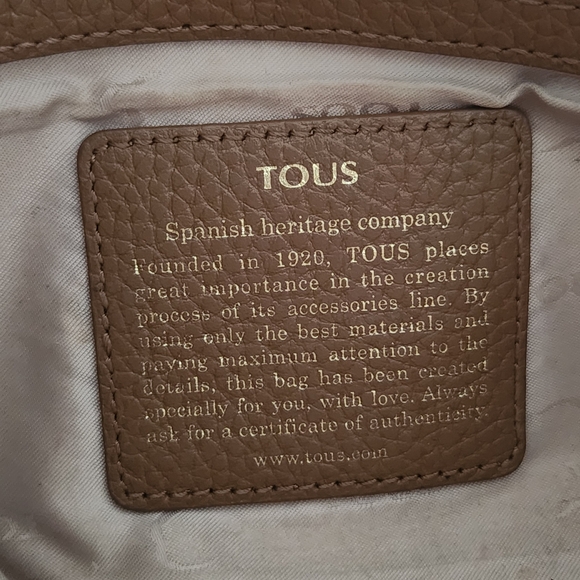 TOUS
Spanish heritage company
Founded in 1920, TOUS places
great importance in the creation
process of its accessories line. By
using only the best materials and
paying maximum attention to the
details, this bag has been created
specially for you, with love. Always
ask for a certificate of authenticity.
www.tous.com